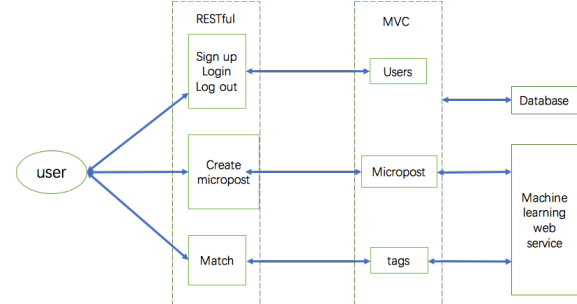 RESTful
MVC
Sign up
Login
Log out
Users
Database
user
Create
micropost
Micropost
Machine
learning
web
service
Match
tags